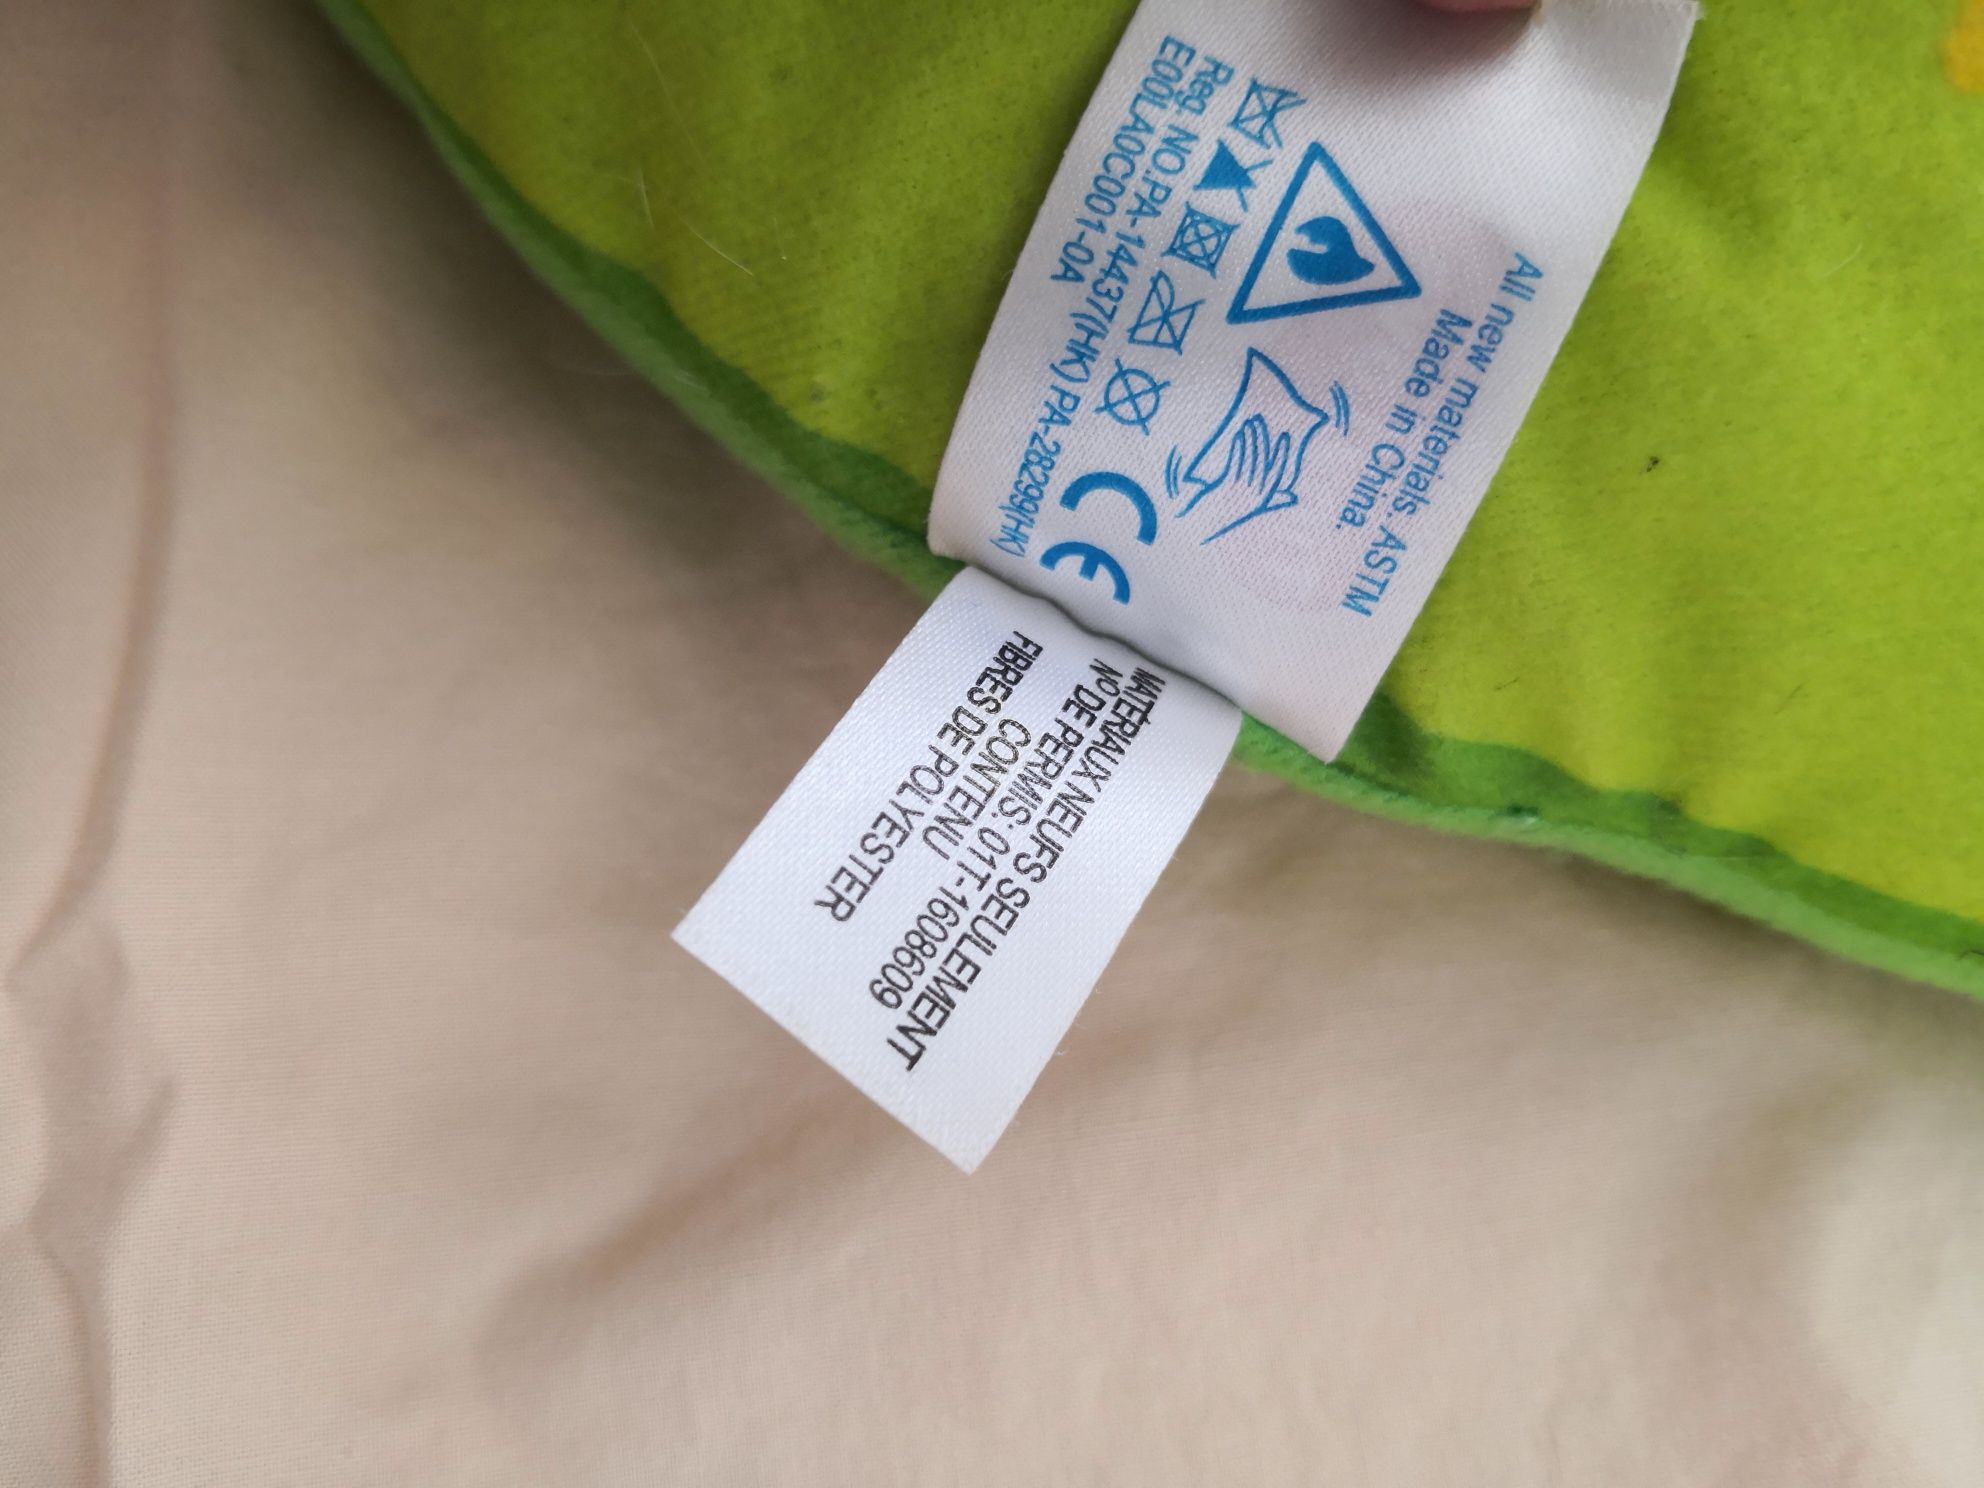 All new materials. ASTM
Made in China.
CE
Reg. NO.PA-14437(HK) PA-28299(HK)
E00LA0C001-0A
MATÉRIAUX NEUFS SEULEMENT
Nº DE PERMIS: 01T-1608609
CONTENU
FIBRES DE POLYESTER